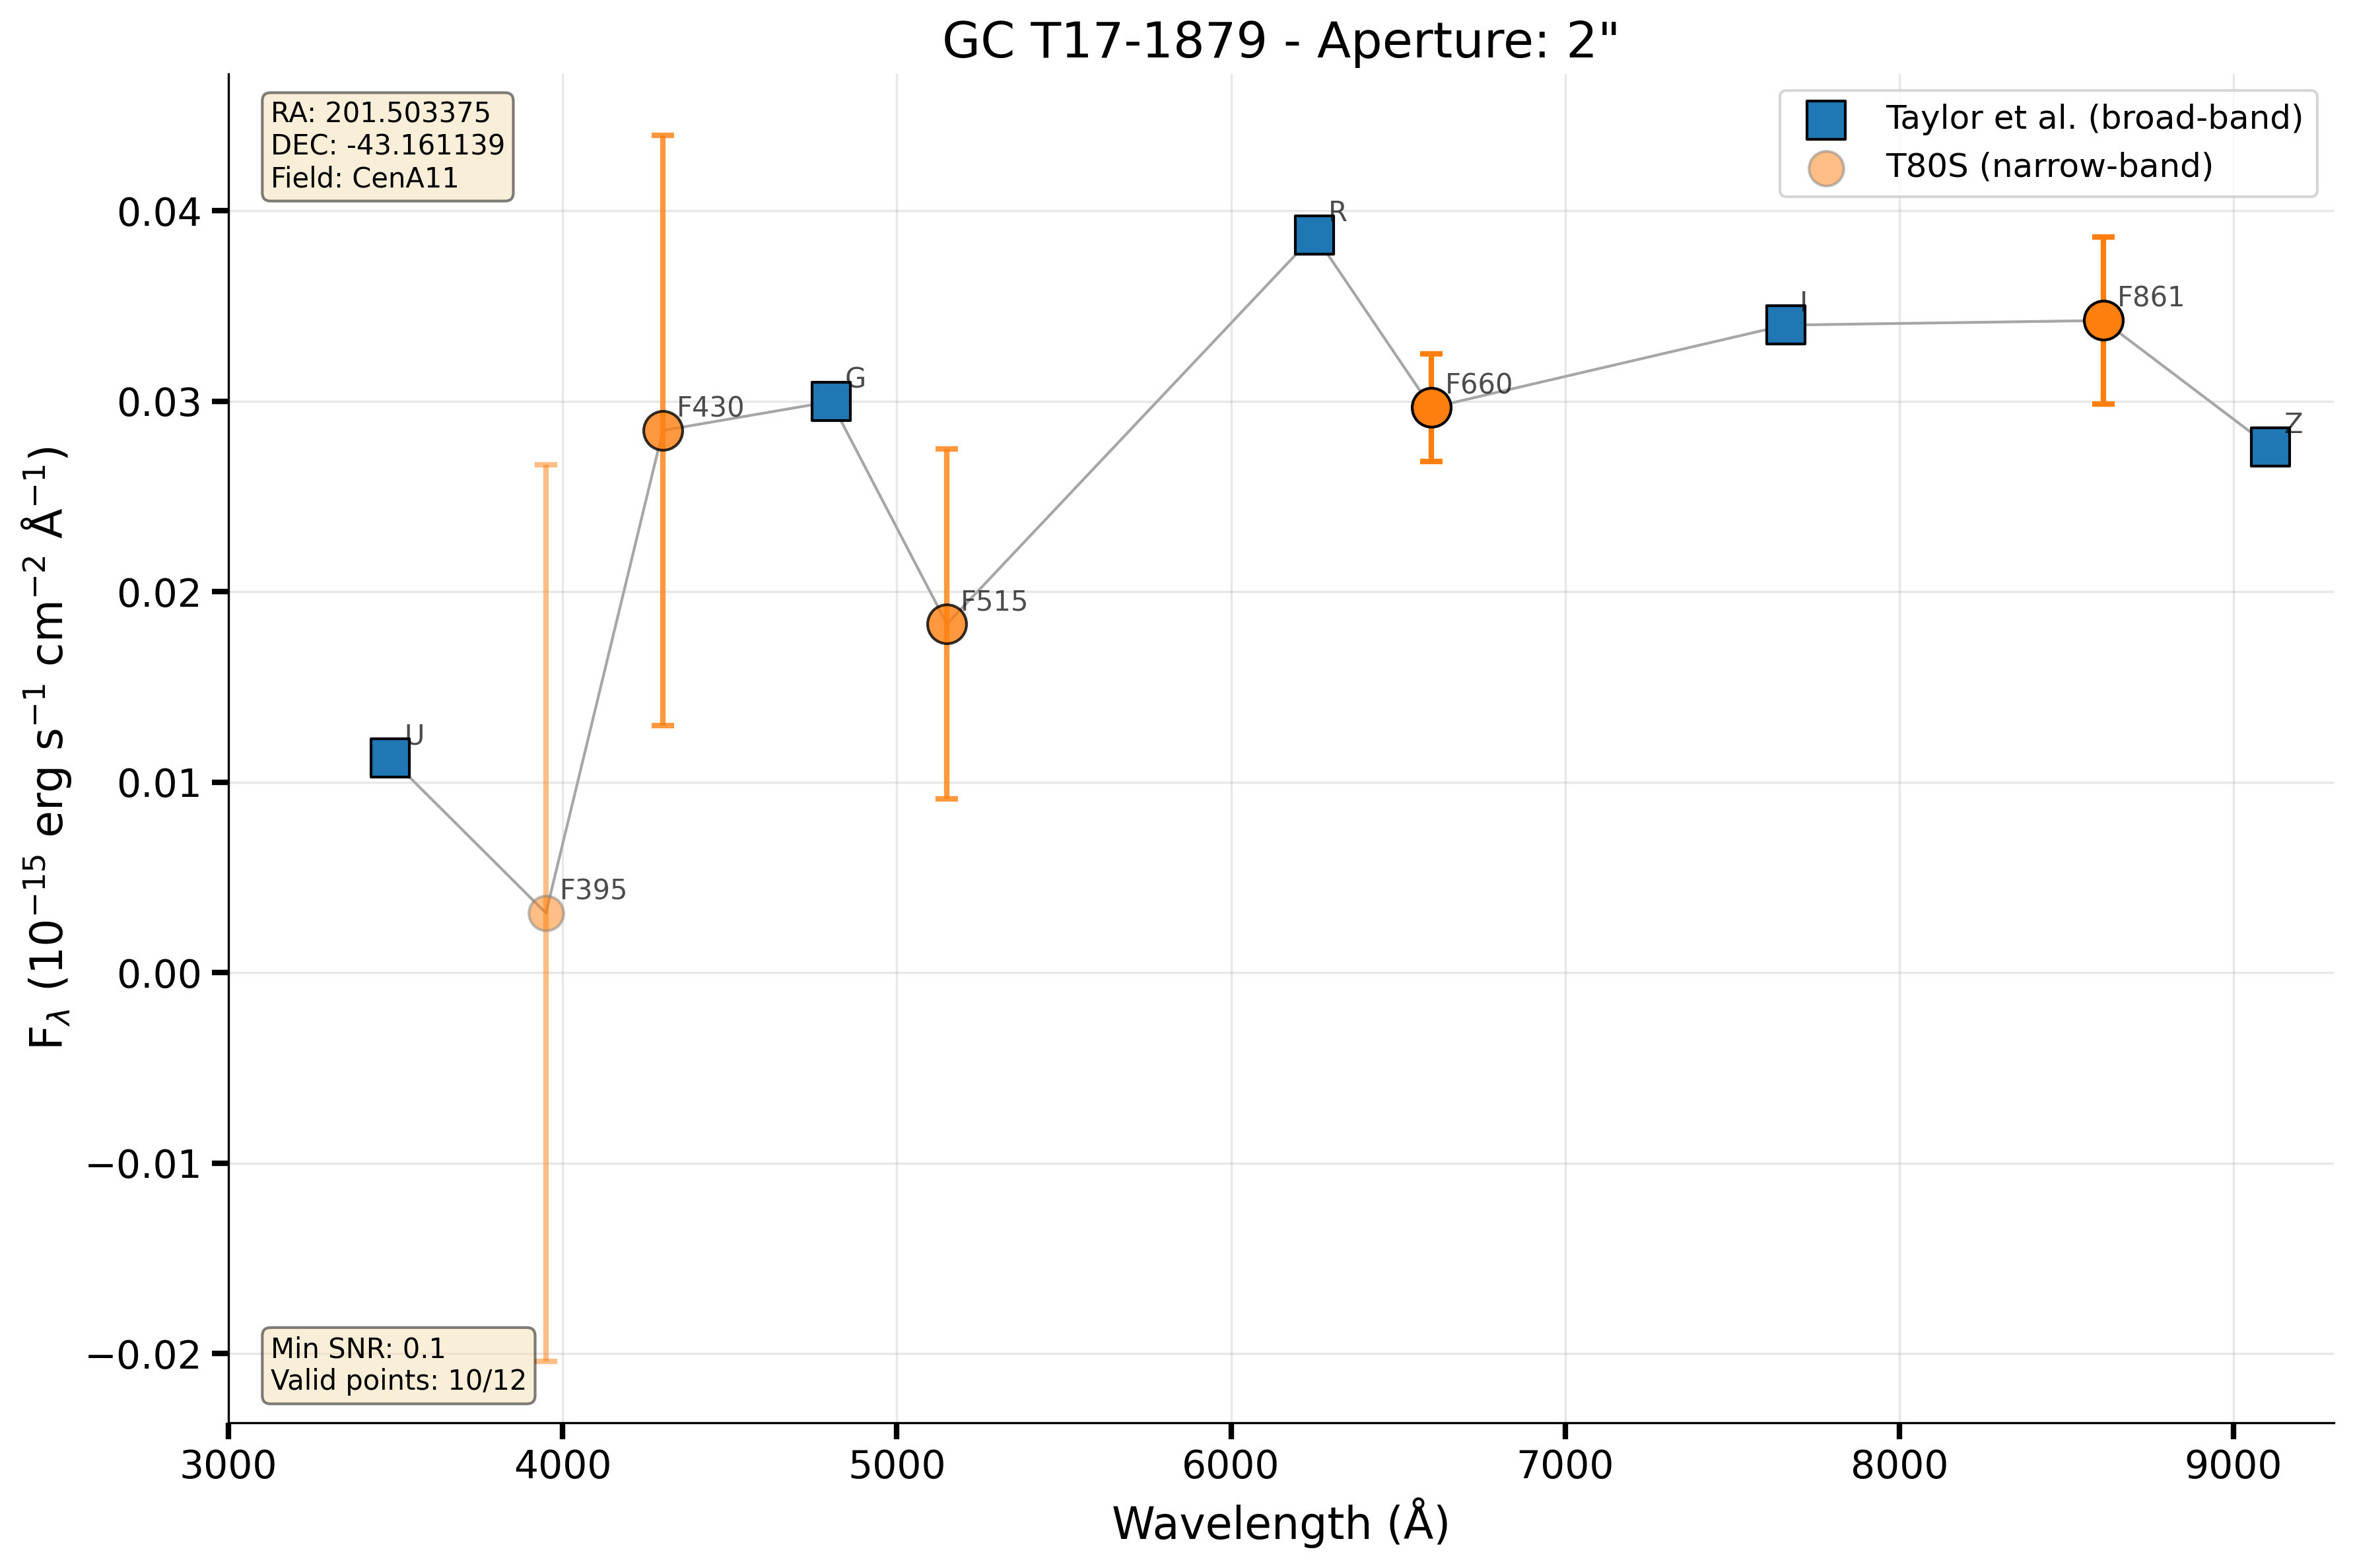 GC T17-1879 - Aperture: 2"
RA: 201.503375
DEC: -43.161139
Field: CenA11
Taylor et al. (broad-band)
T80S (narrow-band)
F_λ (10⁻¹⁵ erg s⁻¹ cm⁻² Å⁻¹)
0.04
0.03
0.02
0.01
0.00
−0.01
−0.02
U
F395
F430
G
F515
R
F660
I
F861
Z
Min SNR: 0.1
Valid points: 10/12
3000 4000 5000 6000 7000 8000 9000
Wavelength (Å)